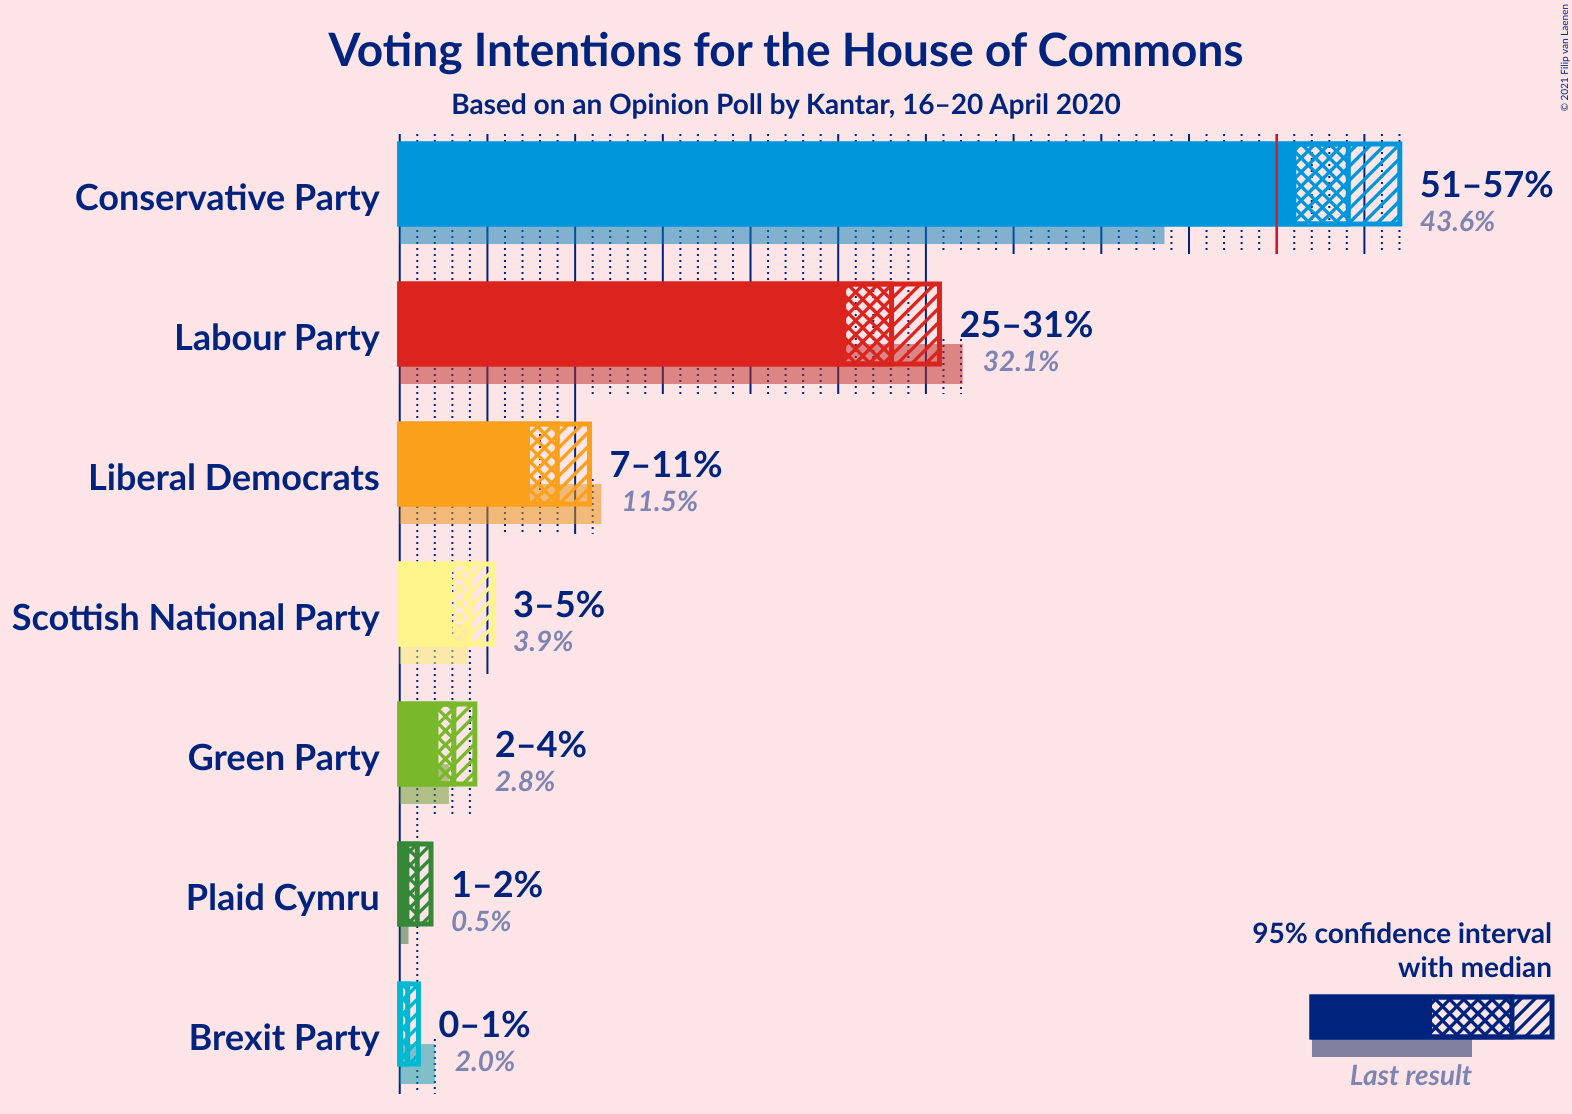 Voting Intentions for the House of Commons
Based on an Opinion Poll by Kantar, 16–20 April 2020
© 2021 Filip van Laenen
Conservative Party
51–57%
43.6%
Labour Party
25–31%
32.1%
Liberal Democrats
7–11%
11.5%
Scottish National Party
3–5%
3.9%
Green Party
2–4%
2.8%
Plaid Cymru
1–2%
0.5%
Brexit Party
0–1%
2.0%
95% confidence interval
with median
Last result